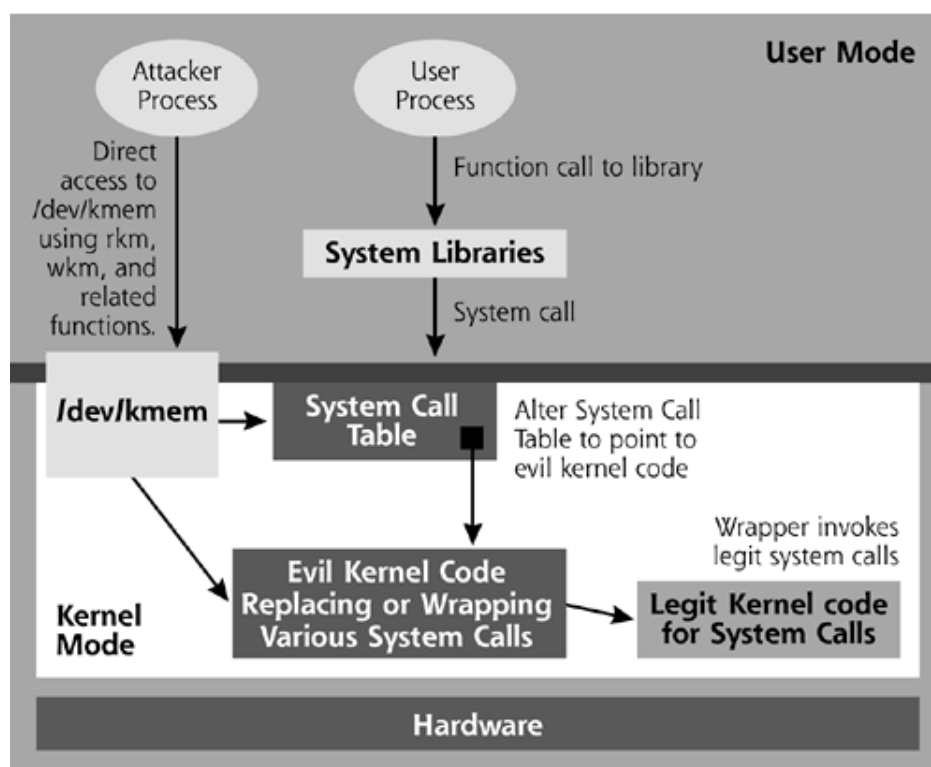 User Mode
Attacker
Process
User
Process
Direct
access to
/dev/kmem
using rkm,
wkm, and
related
functions.
Function call to library
System Libraries
System call
/dev/kmem
System Call
Table
Alter System Call
Table to point to
evil kernel code
Wrapper invokes
legit system calls
Evil Kernel Code
Replacing or Wrapping
Various System Calls
Legit Kernel code
for System Calls
Kernel
Mode
Hardware